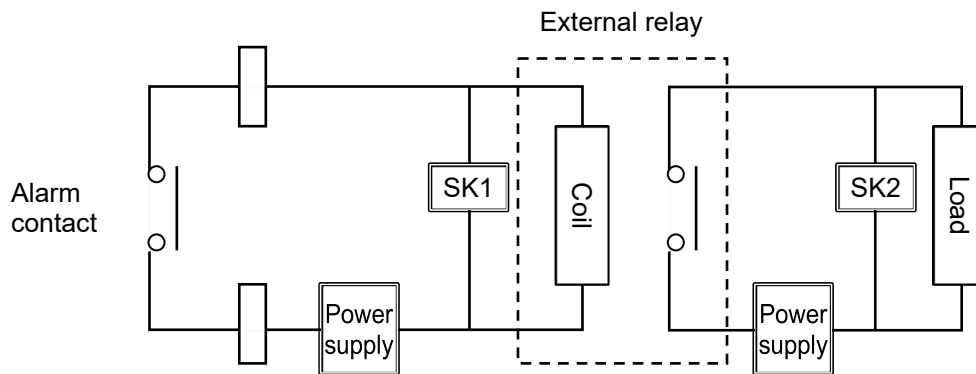 External relay
Alarm
contact
SK1
Coil
SK2
Load
Power
supply
Power
supply